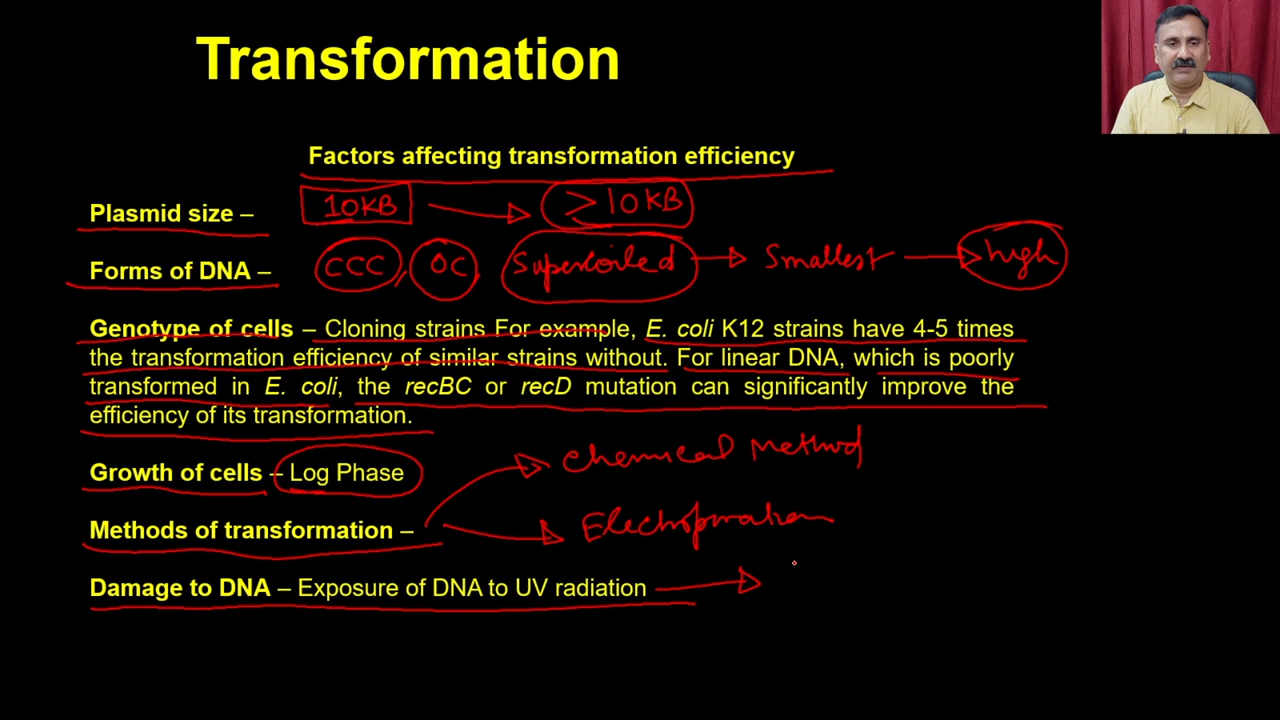 Transformation
Factors affecting transformation efficiency
Plasmid size – 10KB ≥10KB
Forms of DNA – CCC, OC Supercoiled Smallest high
Genotype of cells – Cloning strains For example, E. coli K12 strains have 4-5 times
the transformation efficiency of similar strains without. For linear DNA, which is poorly
transformed in E. coli, the recBC or recD mutation can significantly improve the
efficiency of its transformation.
Growth of cells – Log Phase
Chemical Method
Methods of transformation –
Electroporation
Damage to DNA – Exposure of DNA to UV radiation